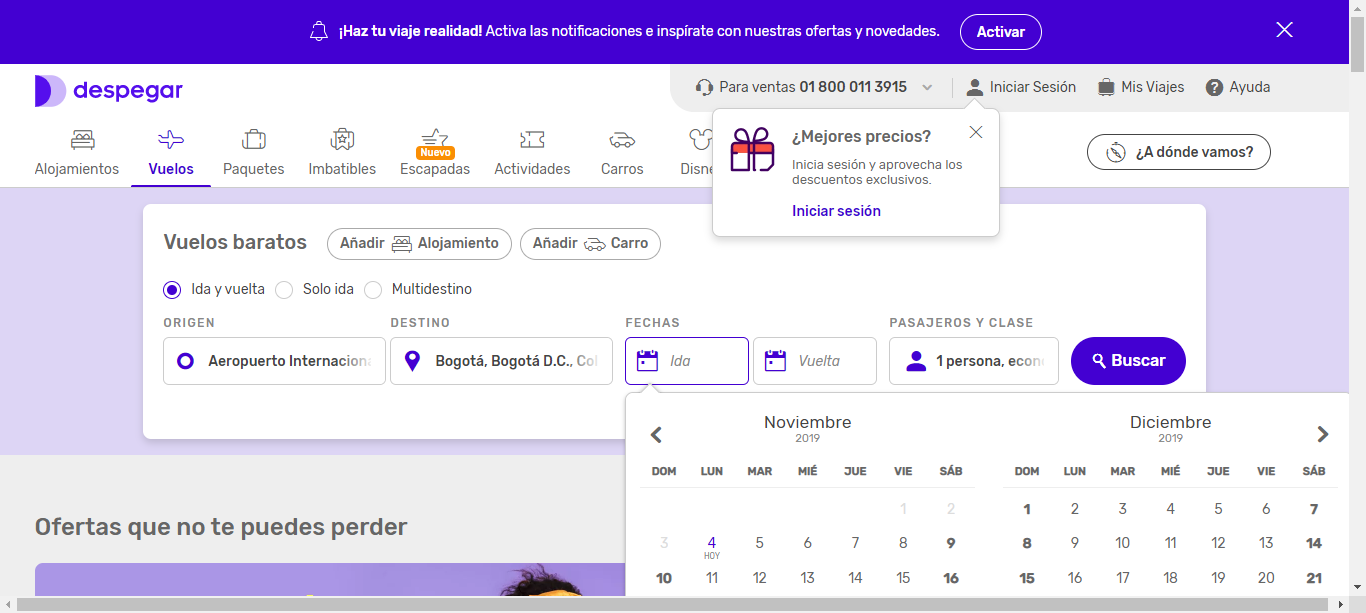 ¡Haz tu viaje realidad! Activa las notificaciones e inspírate con nuestras ofertas y novedades. Activar
despegar
Para ventas 01 800 011 3915 Iniciar Sesión Mis Viajes ? Ayuda
Alojamientos Vuelos Paquetes Imbatibles Nuevo Escapadas Actividades Carros Disne
¿A dónde vamos?
¿Mejores precios?
Inicia sesión y aprovecha los
descuentos exclusivos.
Iniciar sesión
Vuelos baratos Añadir Alojamiento Añadir Carro
Ida y vuelta Solo ida Multidestino
ORIGEN DESTINO FECHAS PASAJEROS Y CLASE
Aeropuerto Internaciona Bogotá, Bogotá D.C., Col Ida Vuelta 1 persona, econ Buscar
Noviembre Diciembre
2019 2019
DOM LUN MAR MIÉ JUE VIE SÁB DOM LUN MAR MIÉ JUE VIE SÁB
1 2 1 2 3 4 5 6 7
3 4 5 6 7 8 9 8 9 10 11 12 13 14
HOY
10 11 12 13 14 15 16 15 16 17 18 19 20 21
Ofertas que no te puedes perder